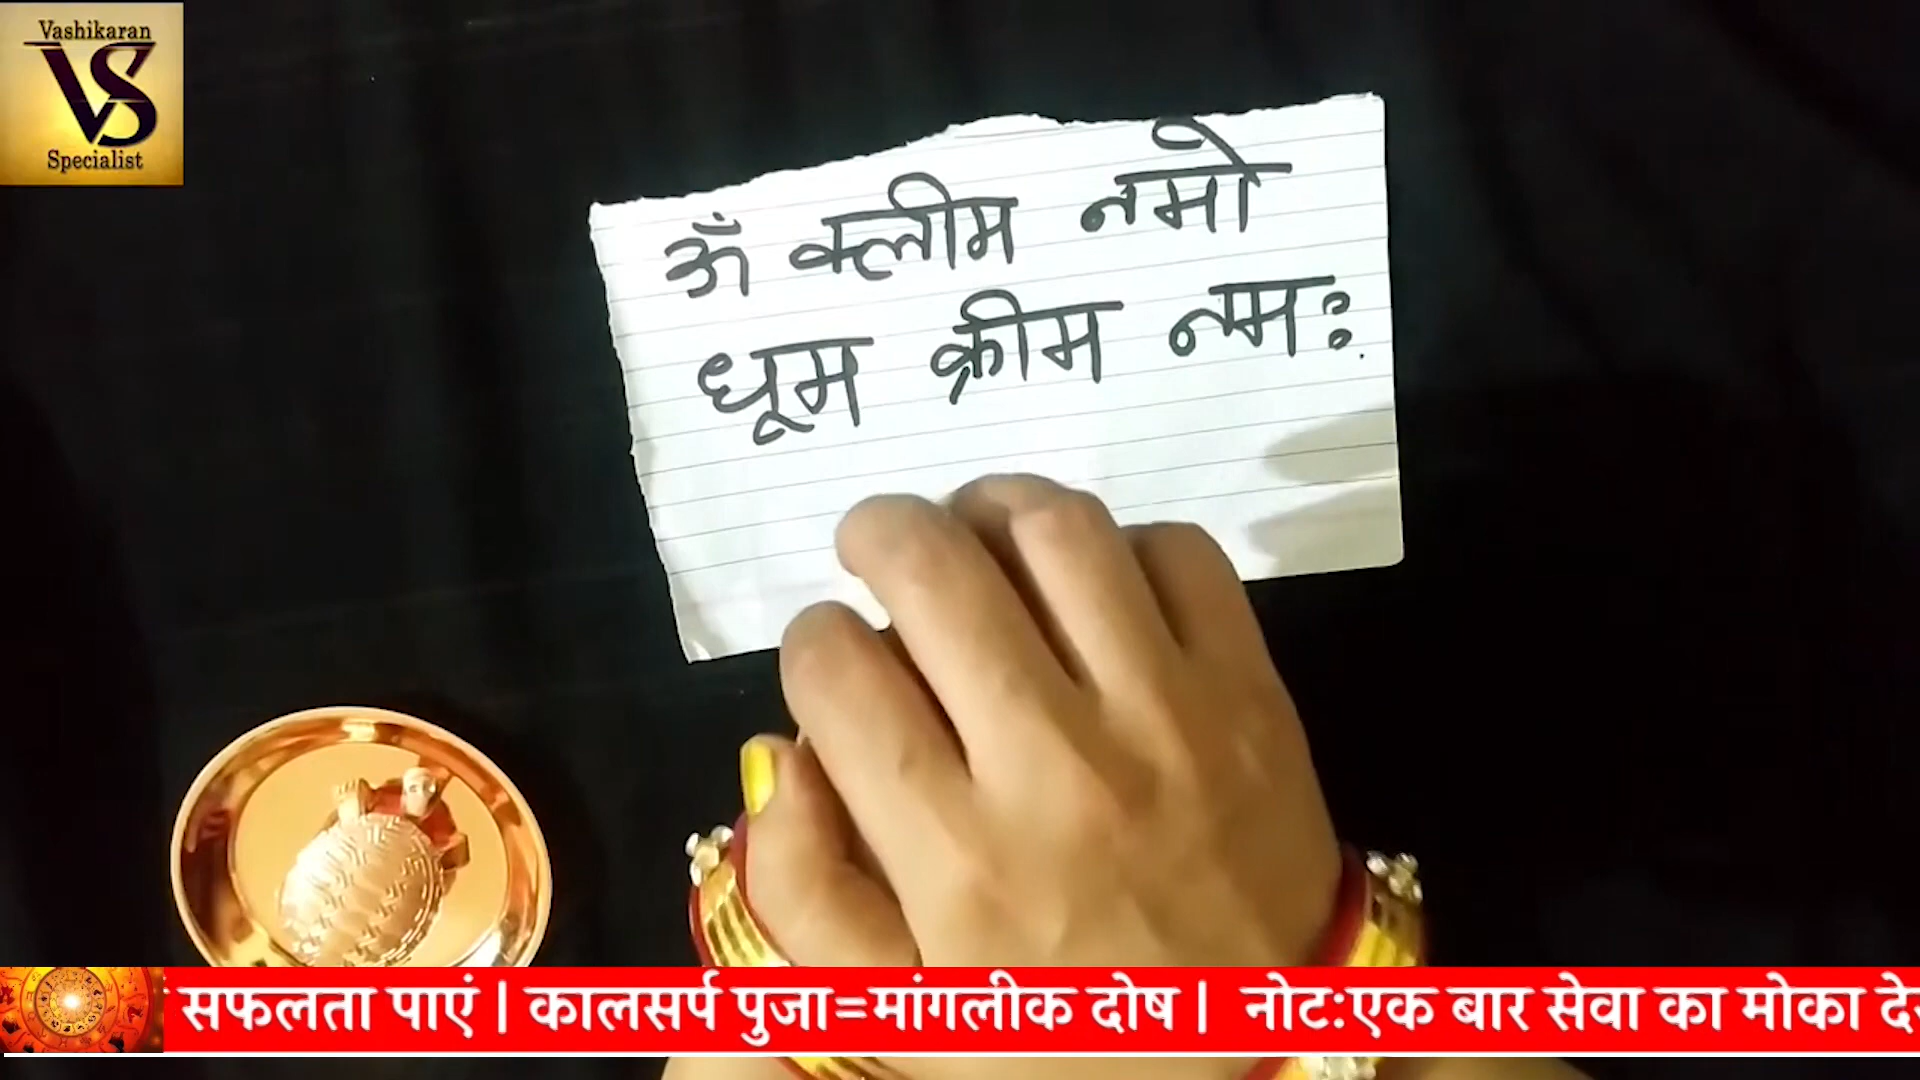 Vashikaran
VS
Specialist
ॐ क्लीम नमो
धूम क्रीम नमः
सफलता पाएं | कालसर्प पुजा=मांगलीक दोष | नोट:एक बार सेवा का मोका